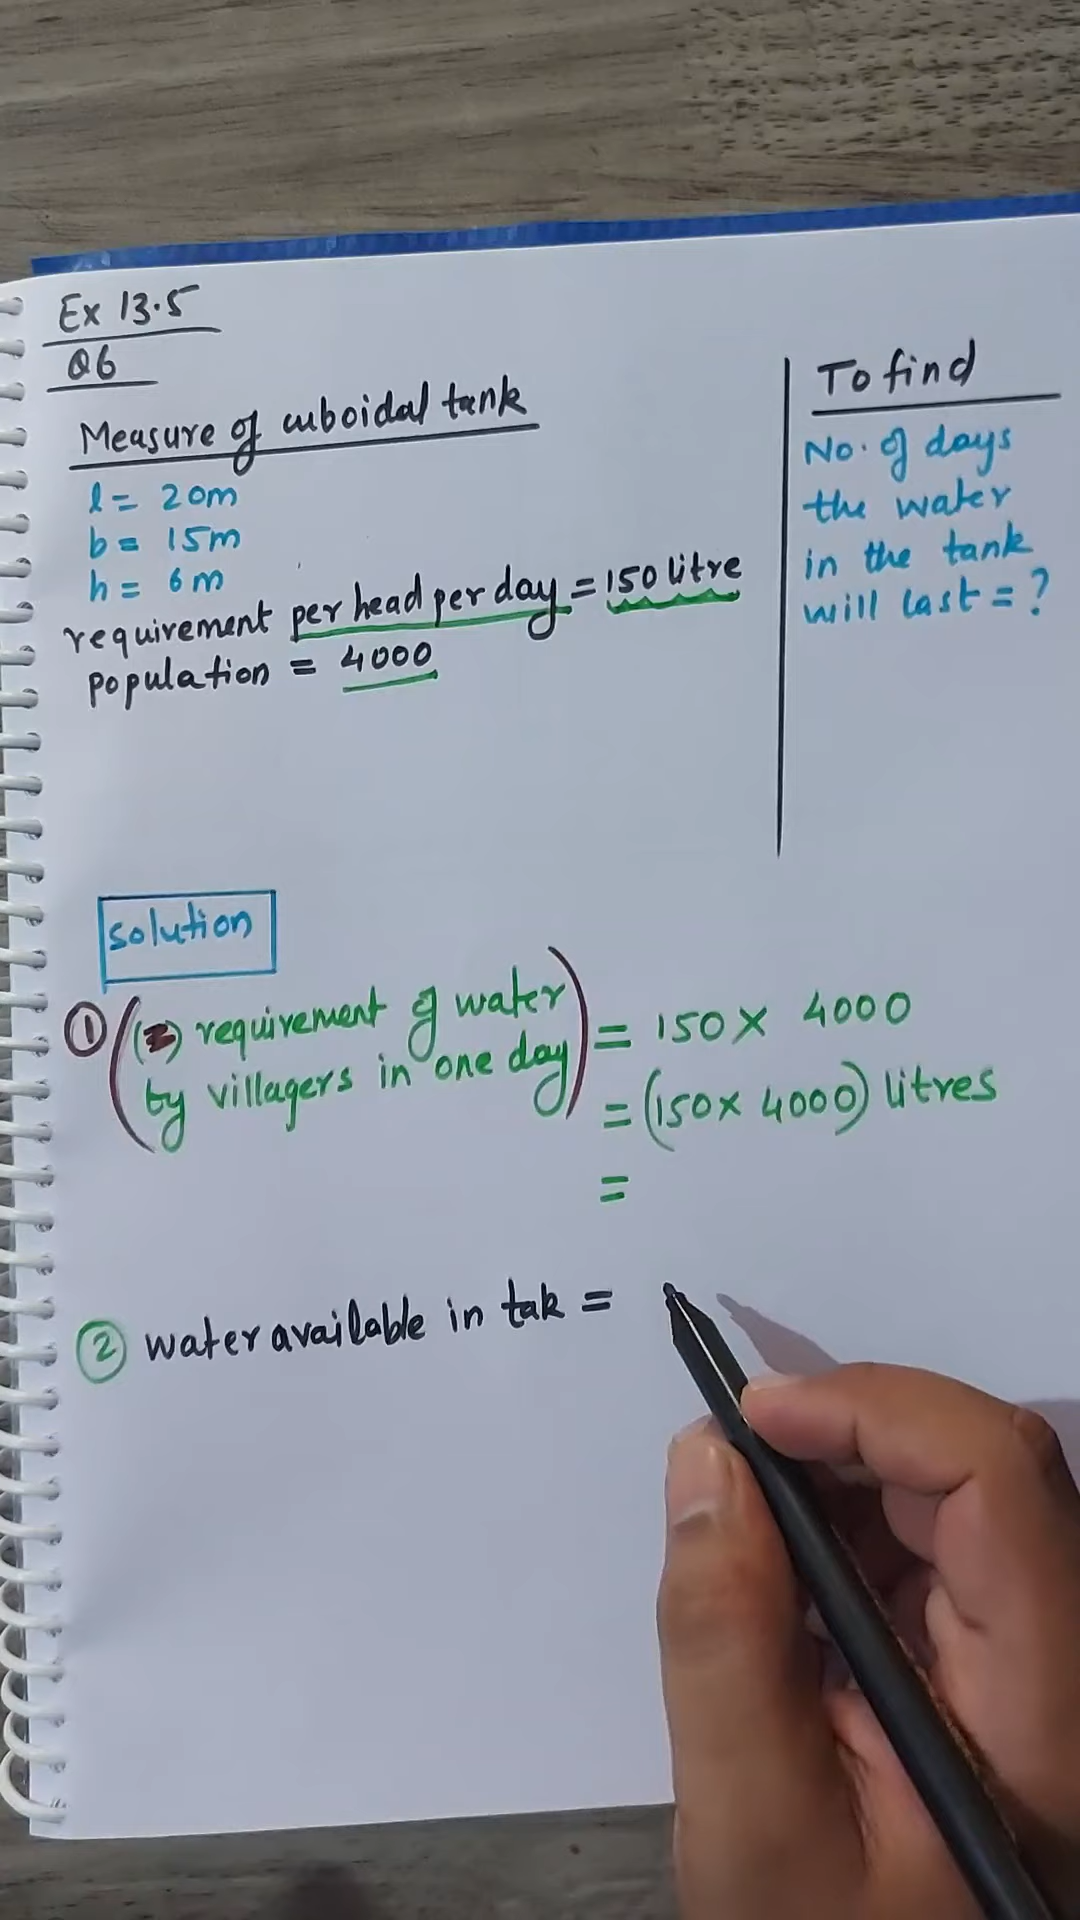 Ex 13.5
Q6
Measure of cuboidal tank
l = 20m
b = 15m
h = 6m
requirement per head per day = 150 litre
population = 4000
To find
No. of days
the water
in the tank
will last = ?
solution
① requirement of water = 150 × 4000
by villagers in one day = (150 × 4000) litres
=
② water available in tak =